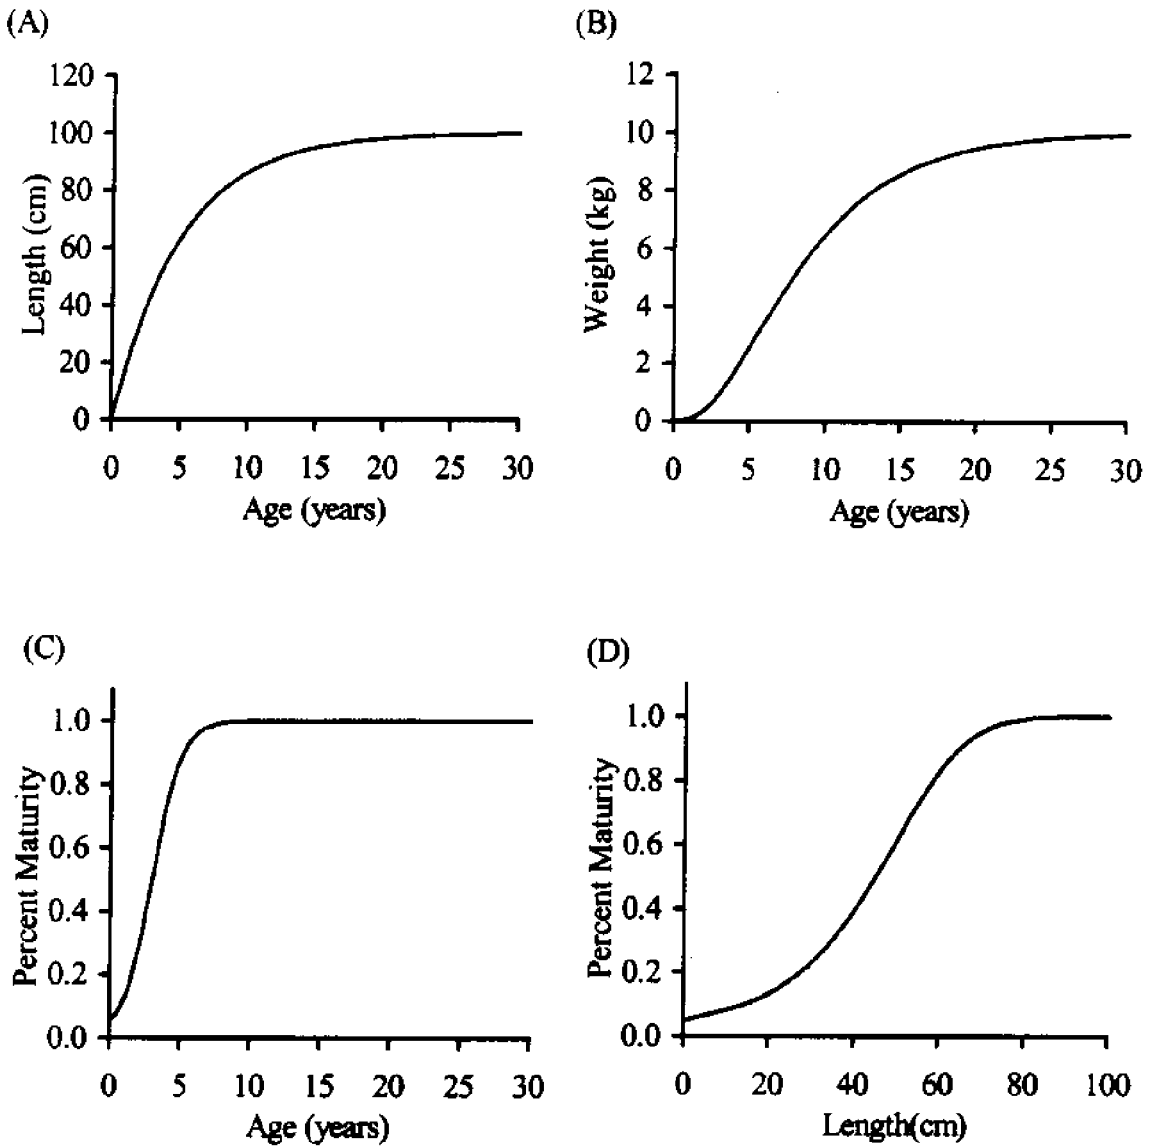 (A)
(B)
120
100
80
60
40
20
0
Length (cm)
0 5 10 15 20 25 30
Age (years)
12
10
8
6
4
2
0
Weight (kg)
0 5 10 15 20 25 30
Age (years)
(C)
(D)
1.0
0.8
0.6
0.4
0.2
0.0
Percent Maturity
0 5 10 15 20 25 30
Age (years)
1.0
0.8
0.6
0.4
0.2
0.0
Percent Maturity
0 20 40 60 80 100
Length(cm)